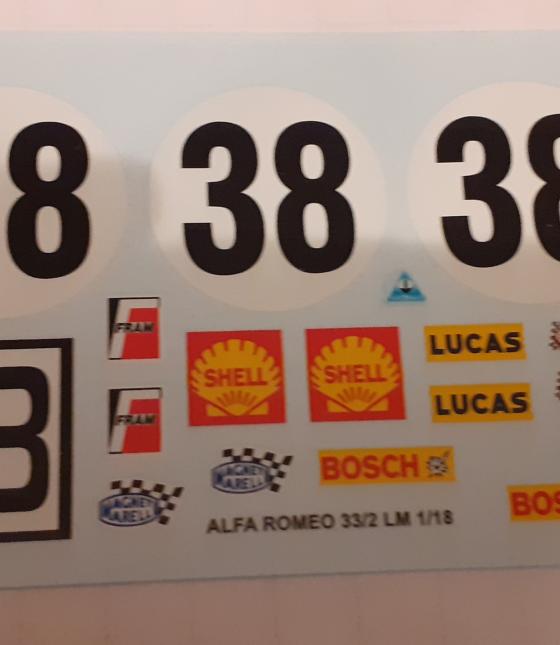 8 38 38
FRAM SHELL SHELL LUCAS
FRAM LUCAS
B
MAGNETI MARELLI BOSCH
MAGNETI MARELLI BOS
ALFA ROMEO 33/2 LM 1/18